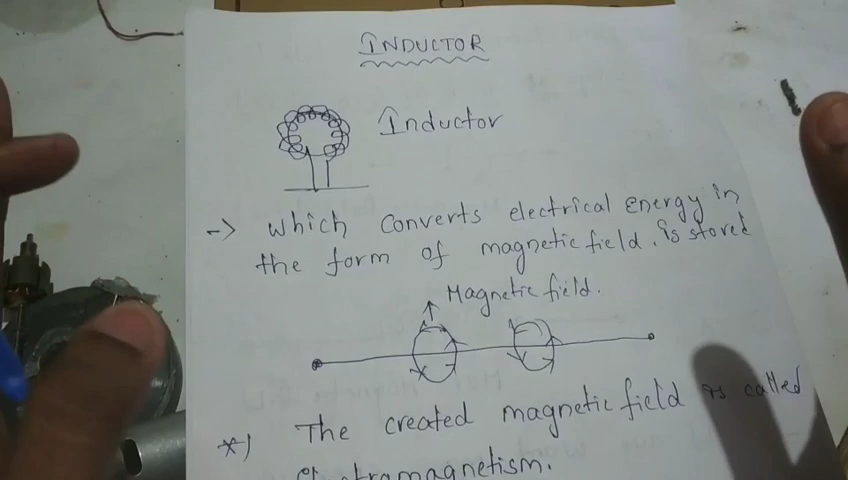 INDUCTOR
Inductor
-> which converts electrical energy in
the form of magnetic field. is stored
Magnetic field.
*) The created magnetic field is called
electromagnetism.